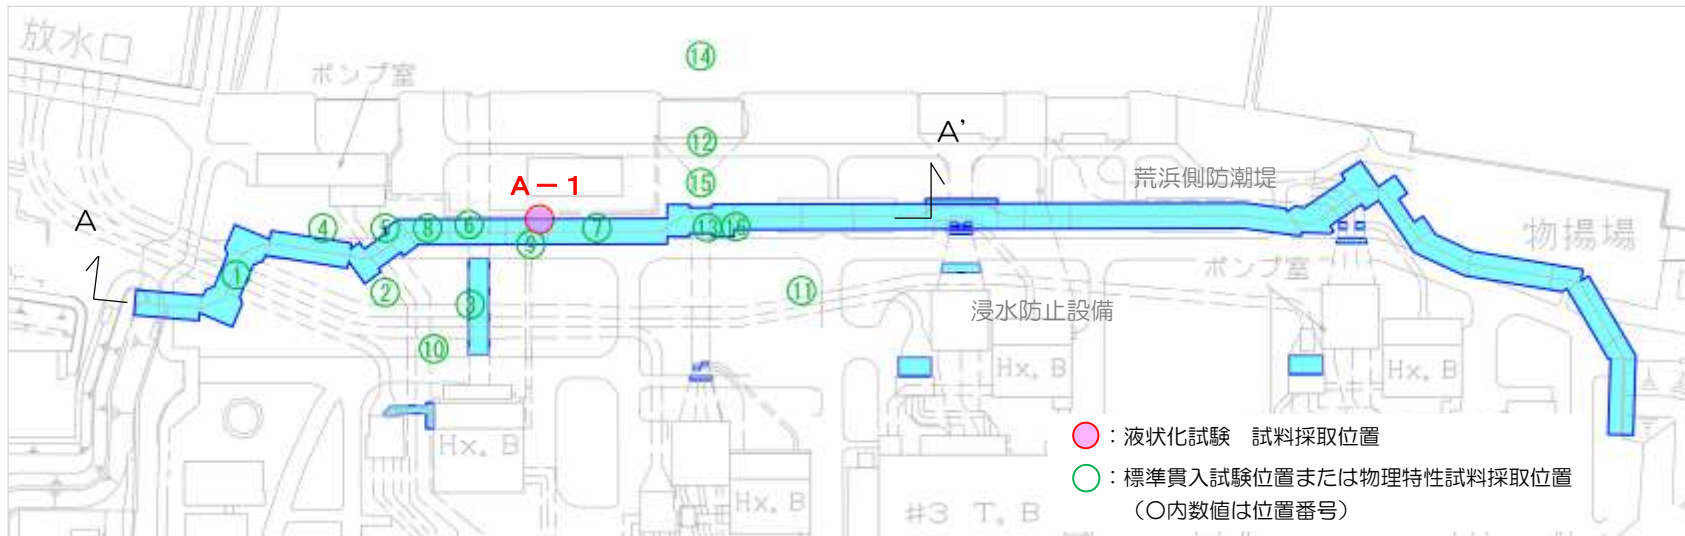 放水口
ポンプ室
⑭
⑫
A’
⑮
荒浜側防潮堤
A－1
A
④
⑤
⑧
⑥
⑦
⑬
⑯
物揚場
⑨
①
②
③
⑪
ポンプ室
浸水防止設備
⑩
Hx. B
Hx. B
Hx. B
Hx. B
#3 T. B
：液状化試験　試料採取位置
：標準貫入試験位置または物理特性試料採取位置
（○内数値は位置番号）